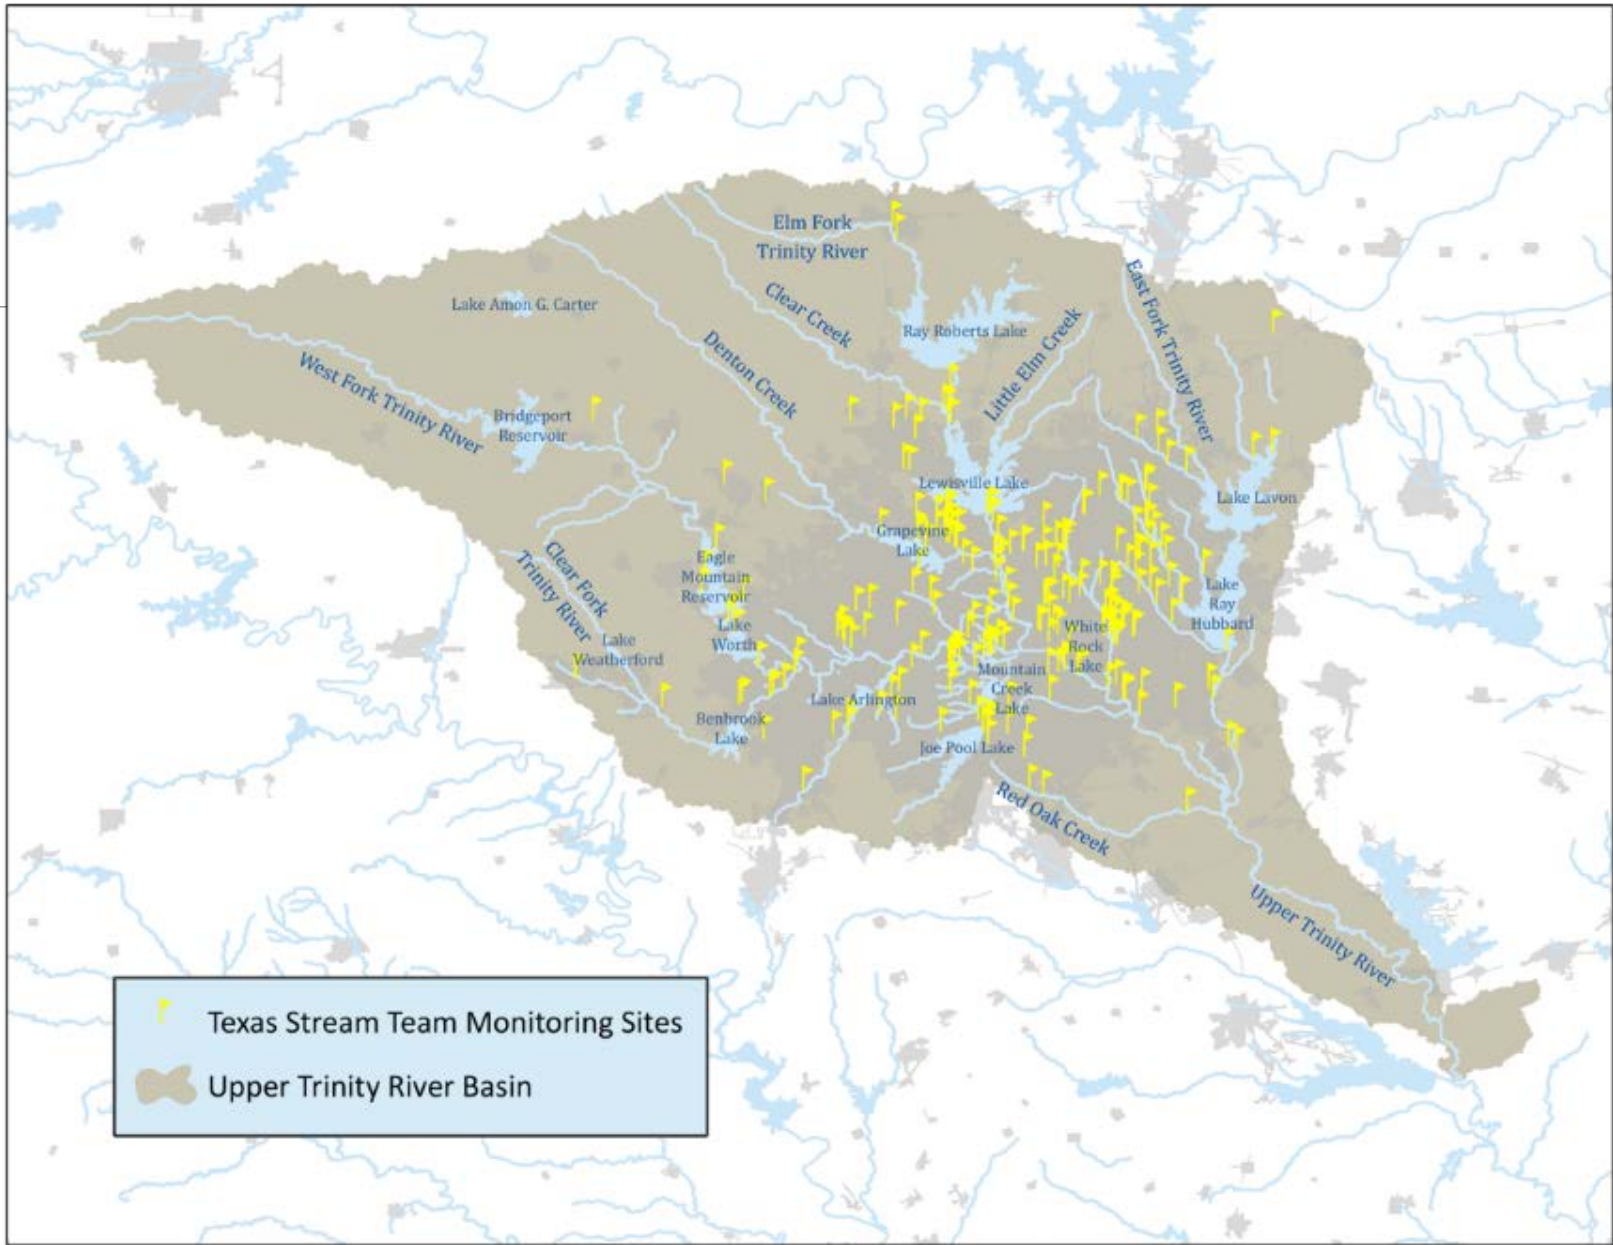 Elm Fork
Trinity River
East Fork Trinity River
Clear Creek
Lake Amon G. Carter
Ray Roberts Lake
Little Elm Creek
Denton Creek
West Fork Trinity River
Bridgeport
Reservoir
Lewisville Lake
Lake Lavon
Grapevine
Lake
Clear Fork
Trinity River
Eagle
Mountain
Reservoir
Lake
Ray
Hubbard
Lake
Worth
White
Rock
Lake
Lake
Weatherford
Mountain
Creek
Lake
Lake Arlington
Benbrook
Lake
Joe Pool Lake
Red Oak Creek
Upper Trinity River
Texas Stream Team Monitoring Sites
Upper Trinity River Basin